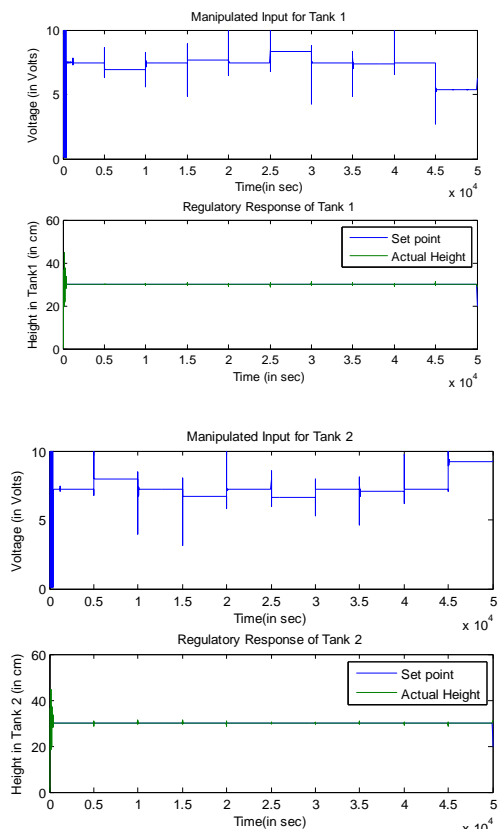 Manipulated Input for Tank 1
10
5
0
Voltage (in Volts)
0 0.5 1 1.5 2 2.5 3 3.5 4 4.5 5
Time(in sec)
x 10⁴
Regulatory Response of Tank 1
60
40
20
0
Height in Tank1 (in cm)
Set point
Actual Height
0 0.5 1 1.5 2 2.5 3 3.5 4 4.5 5
Time (in sec)
x 10⁴
Manipulated Input for Tank 2
10
5
0
Voltage (in Volts)
0 0.5 1 1.5 2 2.5 3 3.5 4 4.5 5
Time(in sec)
x 10⁴
Regulatory Response of Tank 2
60
40
20
0
Height in Tank 2 (in cm)
Set point
Actual Height
0 0.5 1 1.5 2 2.5 3 3.5 4 4.5 5
Time (in sec)
x 10⁴